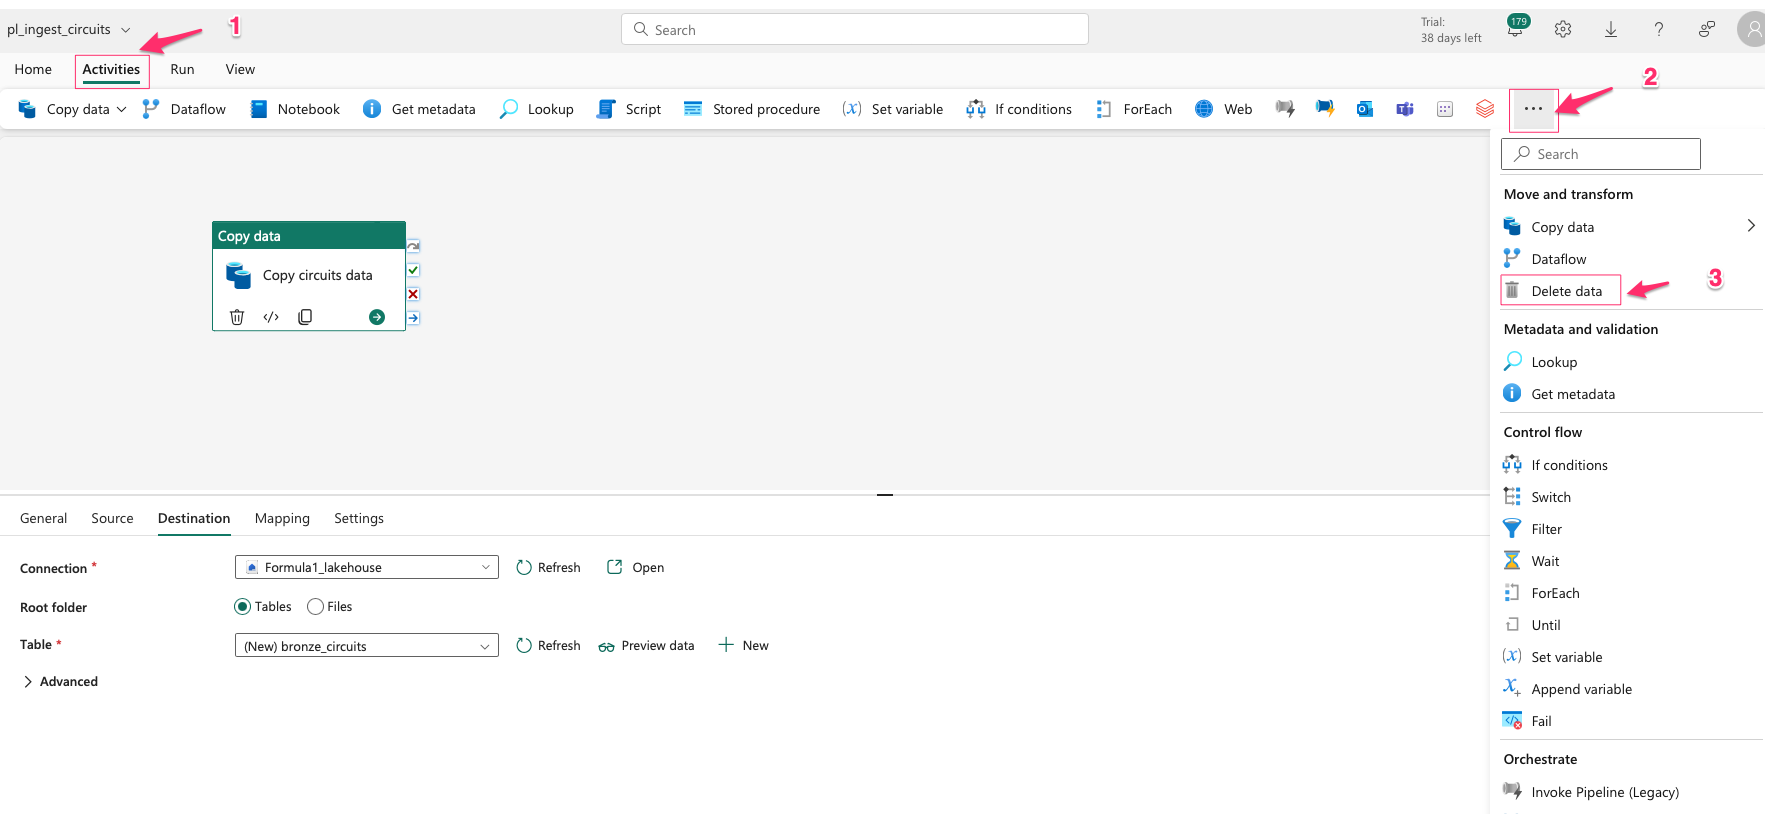 pl_ingest_circuits
1
Search
Trial:
38 days left
179
Home Activities Run View
2
Copy data Dataflow Notebook Get metadata Lookup Script Stored procedure Set variable If conditions ForEach Web ...
Search
Move and transform
Copy data
Dataflow
Delete data
3
Metadata and validation
Lookup
Get metadata
Control flow
If conditions
Switch
Filter
Wait
ForEach
Until
Set variable
Append variable
Fail
Orchestrate
Invoke Pipeline (Legacy)
Copy data
Copy circuits data
General Source Destination Mapping Settings
Connection * Formula1_lakehouse Refresh Open
Root folder Tables Files
Table * (New) bronze_circuits Refresh Preview data New
Advanced